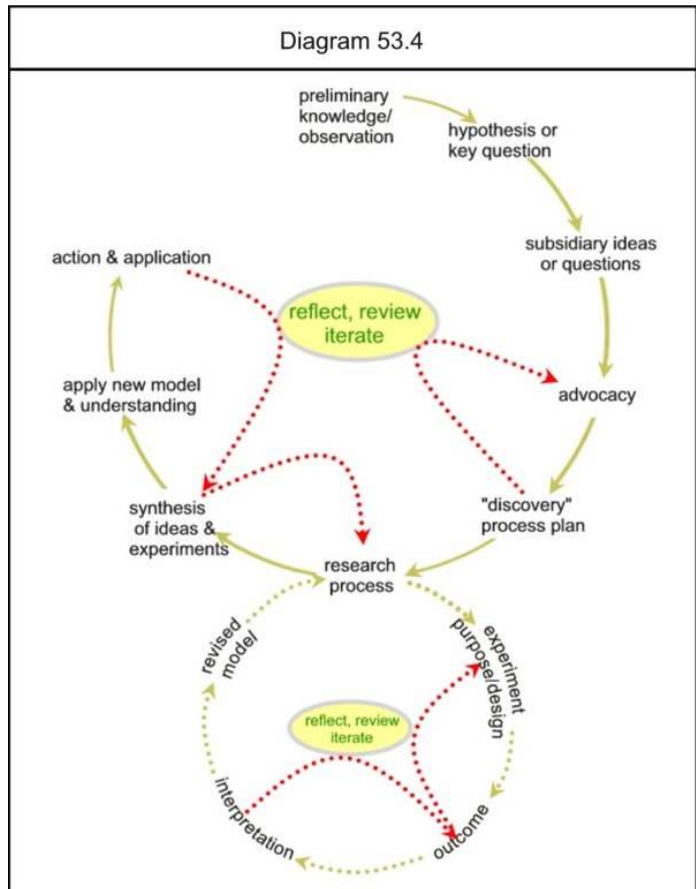 Diagram 53.4
preliminary
knowledge/
observation
hypothesis or
key question
subsidiary ideas
or questions
advocacy
"discovery"
process plan
research
process
synthesis
of ideas &
experiments
apply new model
& understanding
action & application
reflect, review
iterate
experiment
purpose/design
outcome
interpretation
revised
model
reflect, review
iterate